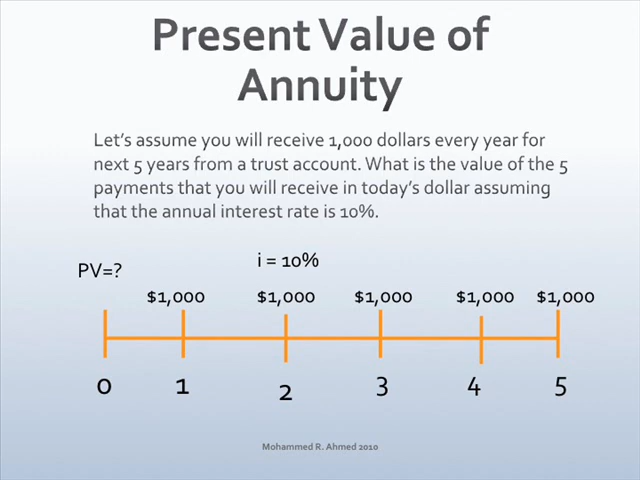 Present Value of
Annuity
Let's assume you will receive 1,000 dollars every year for
next 5 years from a trust account. What is the value of the 5
payments that you will receive in today's dollar assuming
that the annual interest rate is 10%.
i = 10%
PV=?
$1,000 $1,000 $1,000 $1,000 $1,000
0 1 2 3 4 5
Mohammed R. Ahmed 2010